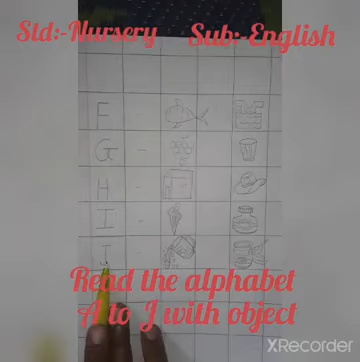 Std:-Nursery Sub:-English
F
G -
H -
I -
J -
Read the alphabet
A to J with object
XRecorder